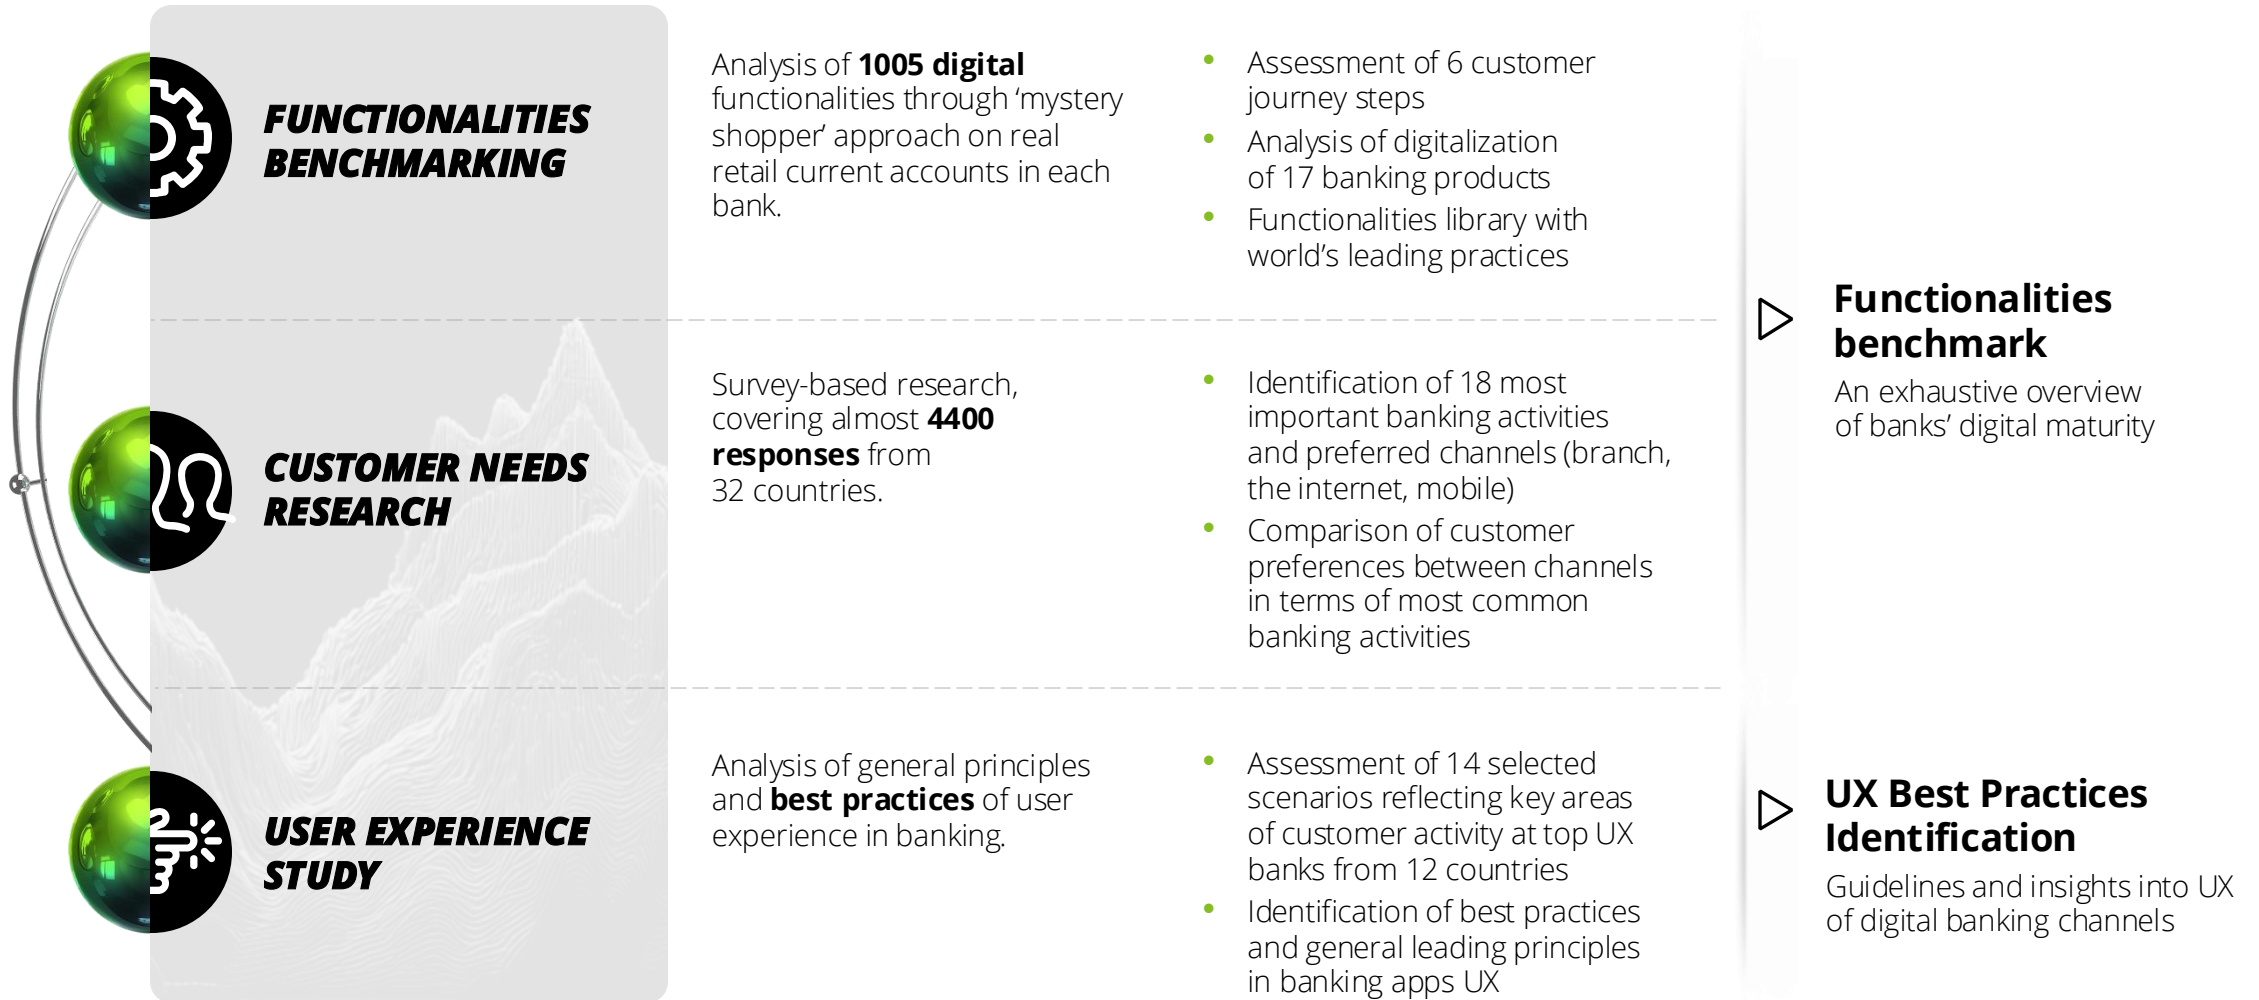 FUNCTIONALITIES
BENCHMARKING
Analysis of 1005 digital
functionalities through ‘mystery
shopper’ approach on real
retail current accounts in each
bank.
• Assessment of 6 customer
journey steps
• Analysis of digitalization
of 17 banking products
• Functionalities library with
world’s leading practices
CUSTOMER NEEDS
RESEARCH
Survey-based research,
covering almost 4400
responses from
32 countries.
• Identification of 18 most
important banking activities
and preferred channels (branch,
the internet, mobile)
• Comparison of customer
preferences between channels
in terms of most common
banking activities
Functionalities
benchmark
An exhaustive overview
of banks’ digital maturity
USER EXPERIENCE
STUDY
Analysis of general principles
and best practices of user
experience in banking.
• Assessment of 14 selected
scenarios reflecting key areas
of customer activity at top UX
banks from 12 countries
• Identification of best practices
and general leading principles
in banking apps UX
UX Best Practices
Identification
Guidelines and insights into UX
of digital banking channels